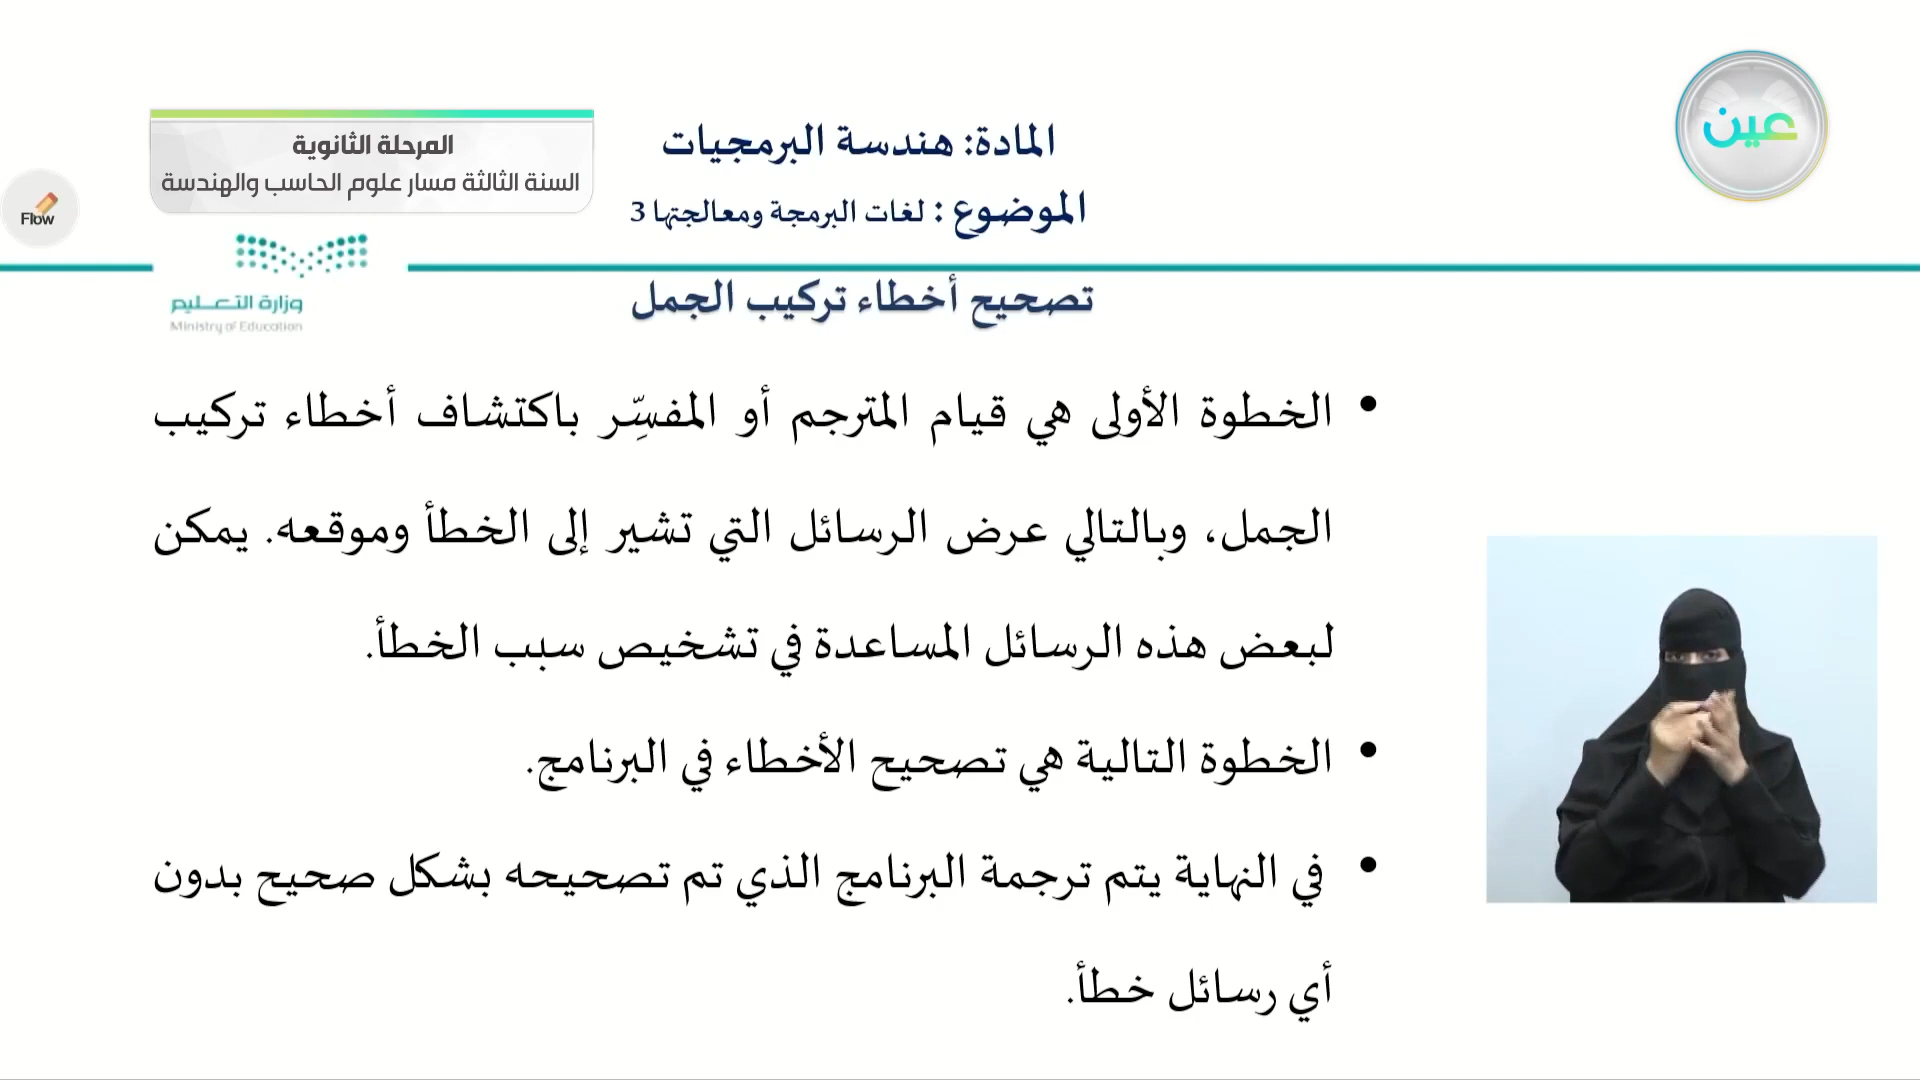 عين
المرحلة الثانوية
السنة الثالثة مسار علوم الحاسب والهندسة
المادة: هندسة البرمجيات
الموضوع : لغات البرمجة ومعالجتها 3
Flow
وزارة التعليم
Ministry of Education
تصحيح أخطاء تركيب الجمل
• الخطوة الأولى هي قيام المترجم أو المفسِّر باكتشاف أخطاء تركيب
الجمل، وبالتالي عرض الرسائل التي تشير إلى الخطأ وموقعه. يمكن
لبعض هذه الرسائل المساعدة في تشخيص سبب الخطأ.
• الخطوة التالية هي تصحيح الأخطاء في البرنامج.
• في النهاية يتم ترجمة البرنامج الذي تم تصحيحه بشكل صحيح بدون
أي رسائل خطأ.